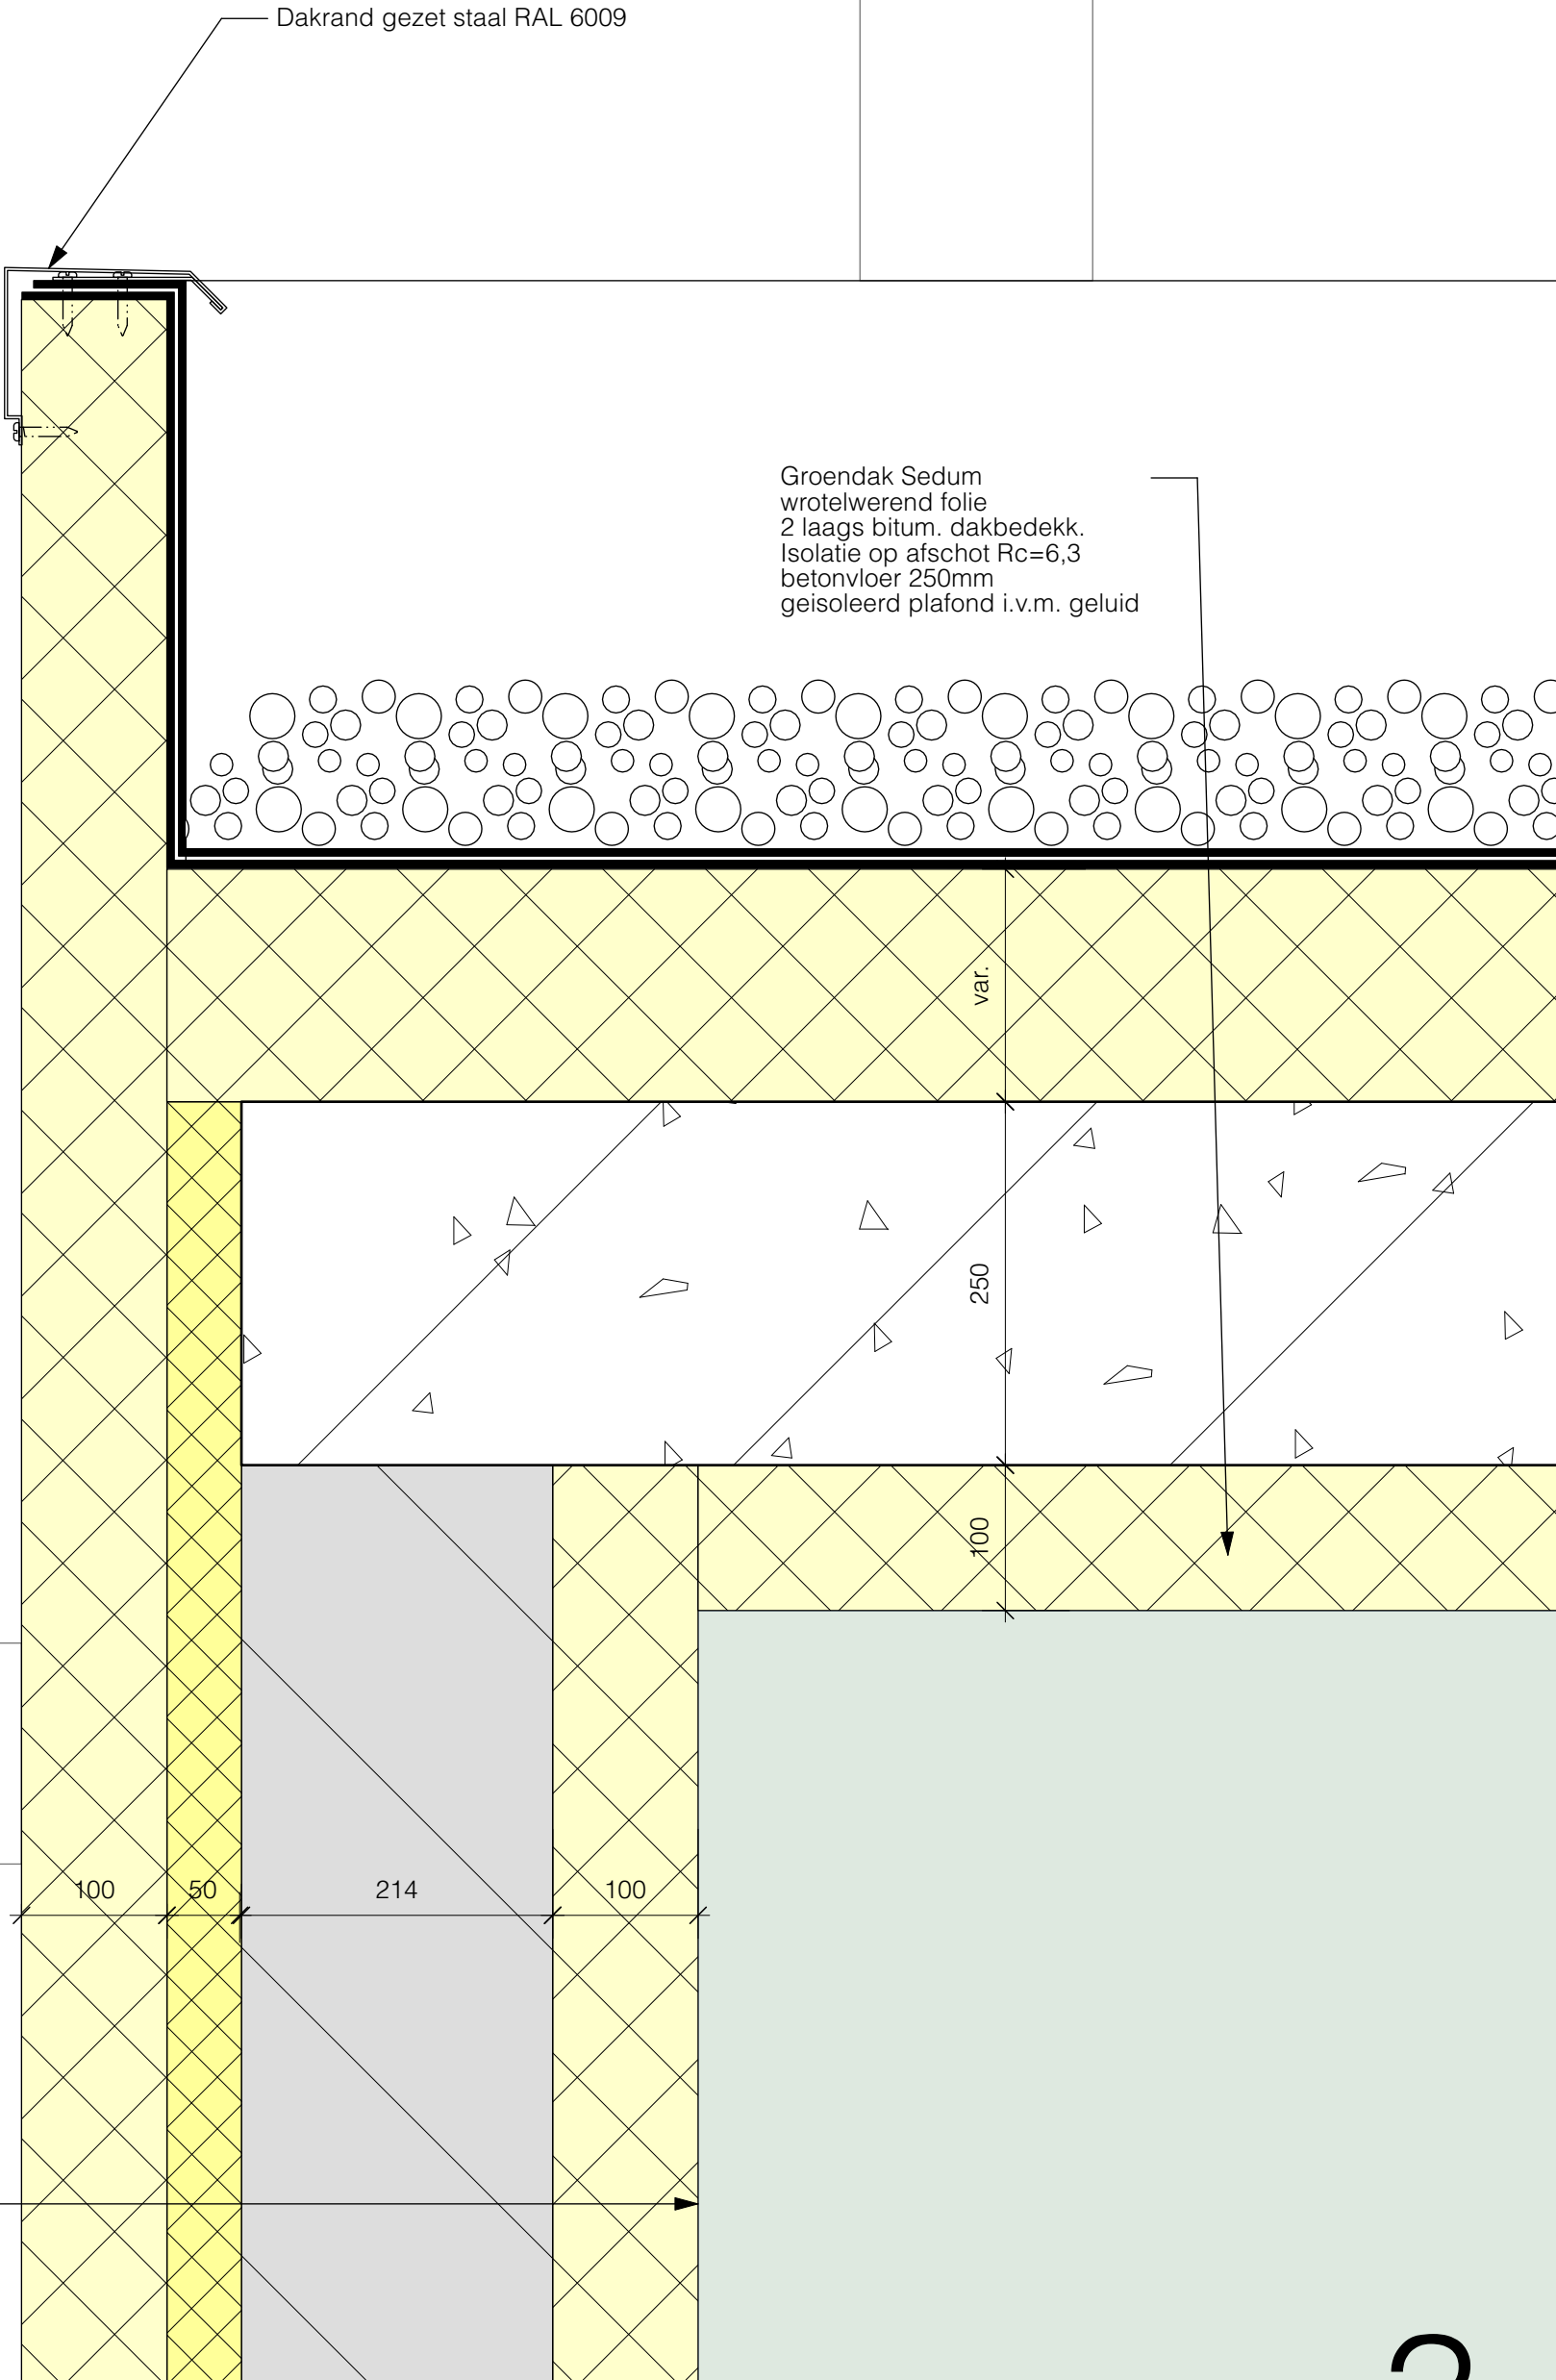 Dakrand gezet staal RAL 6009
Groendak Sedum
wrotelwerend folie
2 laags bitum. dakbedekk.
Isolatie op afschot Rc=6,3
betonvloer 250mm
geisoleerd plafond i.v.m. geluid
var.
250
100
100 50 214 100